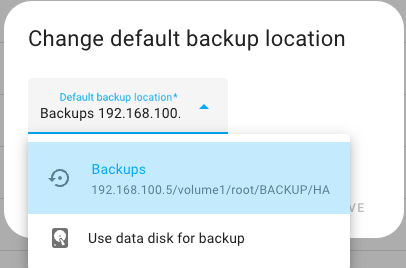 Change default backup location
Default backup location*
Backups 192.168.100.
Backups
192.168.100.5/volume1/root/BACKUP/HA
Use data disk for backup